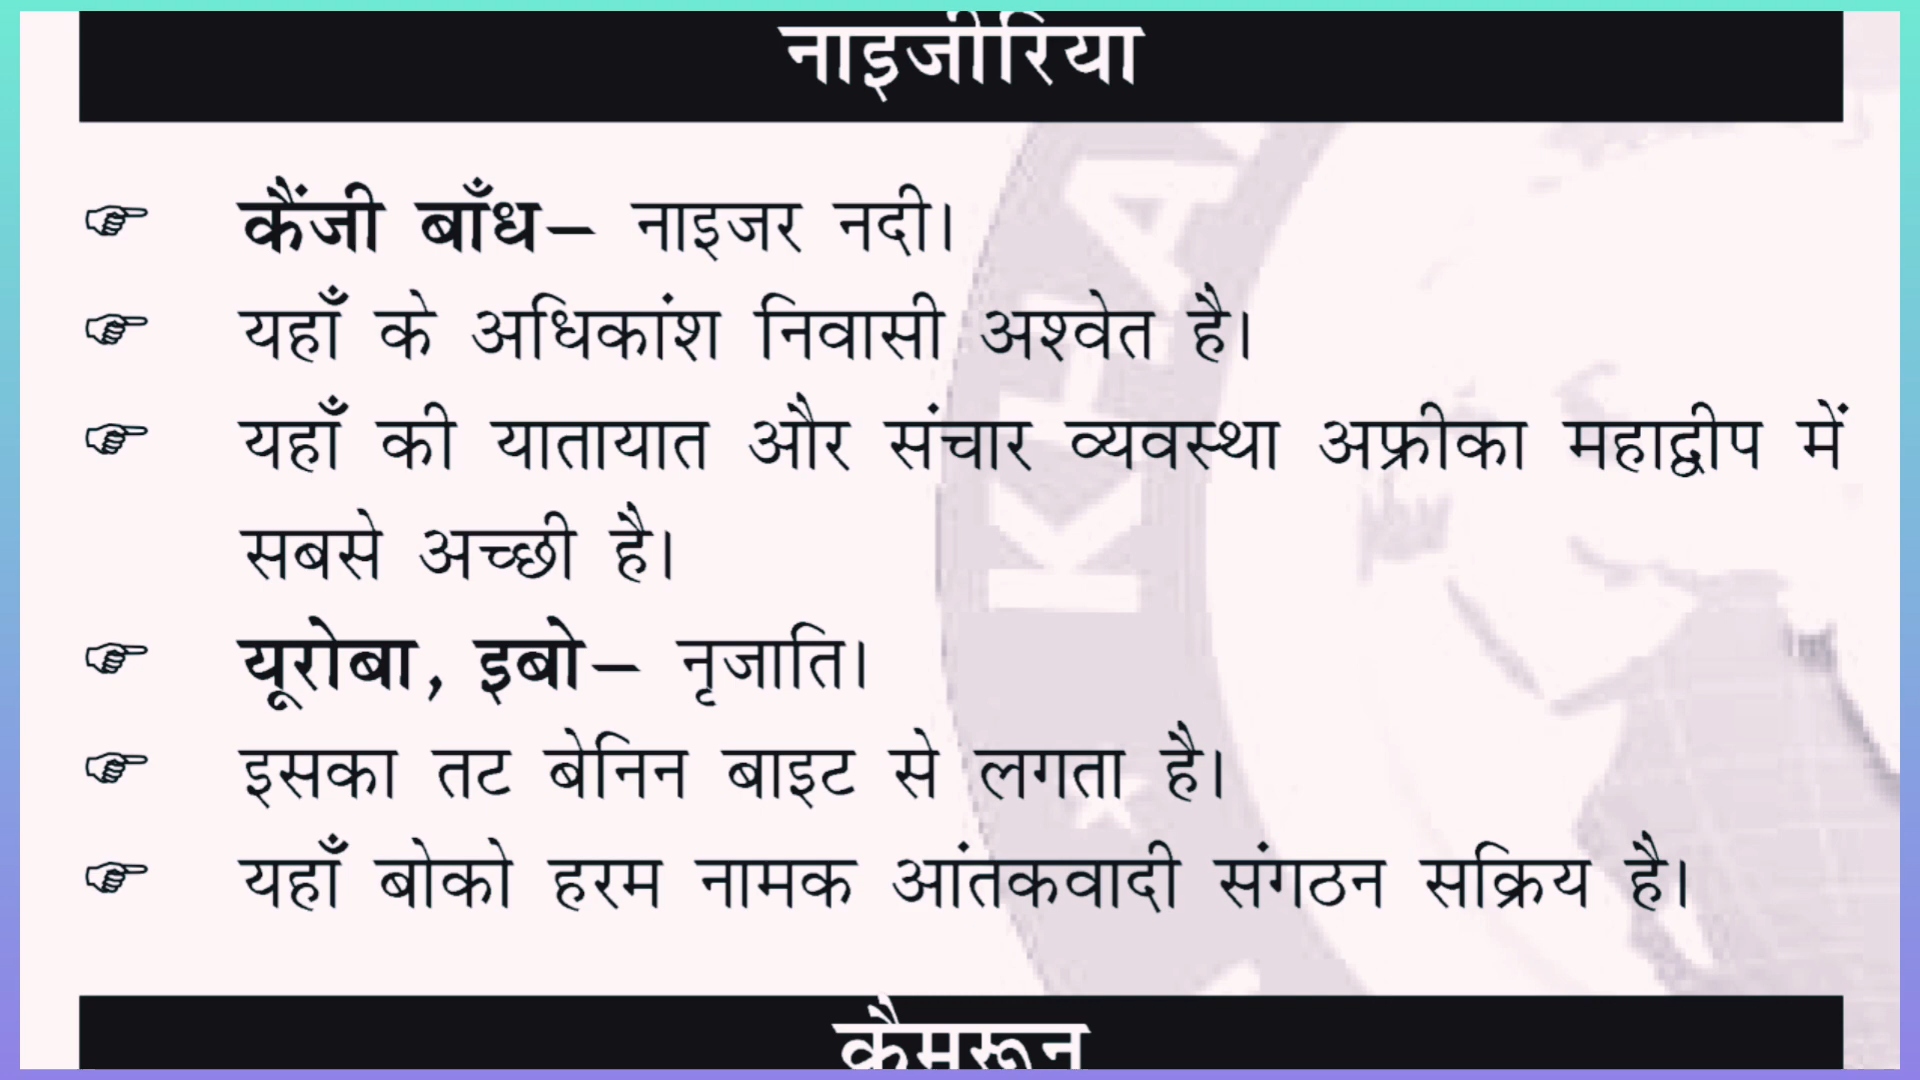 नाइजीरिया
☞ कैंजी बाँध– नाइजर नदी।
☞ यहाँ के अधिकांश निवासी अश्वेत है।
☞ यहाँ की यातायात और संचार व्यवस्था अफ्रीका महाद्वीप में
सबसे अच्छी है।
☞ यूरोबा, इबो– नृजाति।
☞ इसका तट बेनिन बाइट से लगता है।
☞ यहाँ बोको हरम नामक आंतकवादी संगठन सक्रिय है।
कैमरून